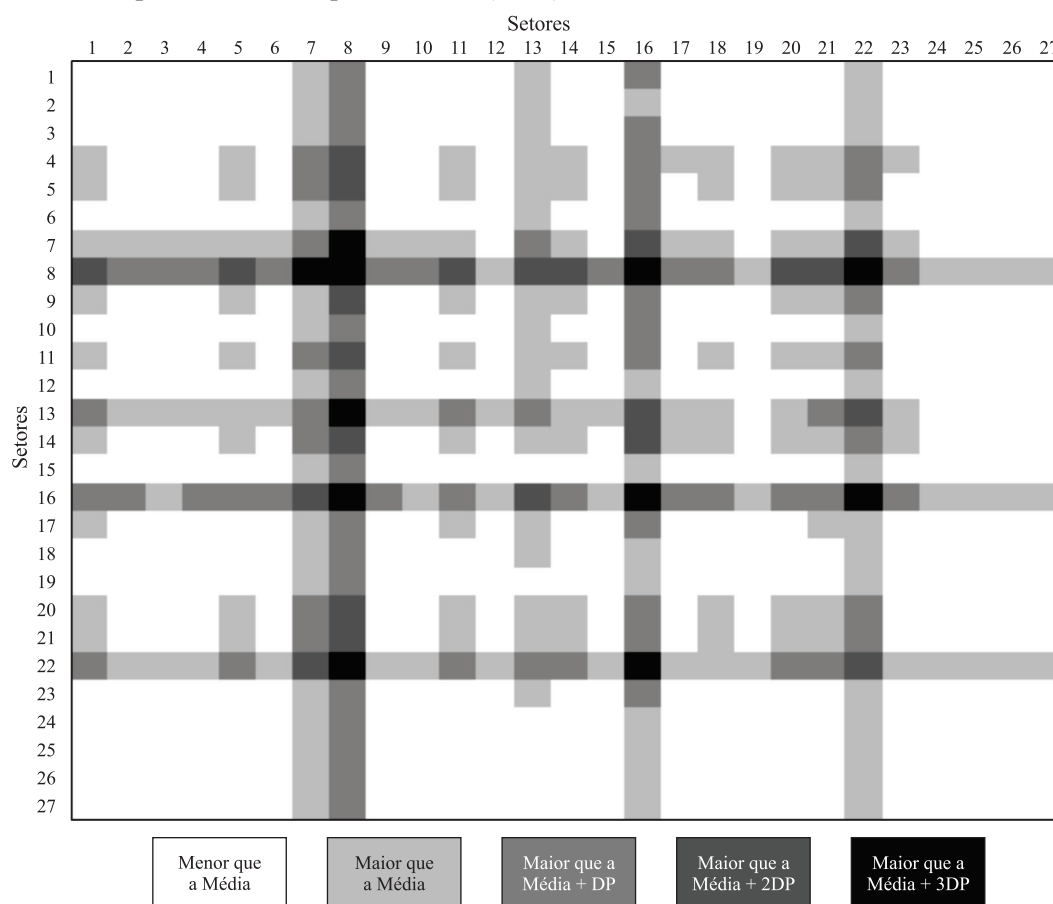 Setores
1 2 3 4 5 6 7 8 9 10 11 12 13 14 15 16 17 18 19 20 21 22 23 24 25 26 27
1
2
3
4
5
6
7
8
9
10
11
12
13
14
15
16
17
18
19
20
21
22
23
24
25
26
27
Setores
Menor que
a Média
Maior que
a Média
Maior que a
Média + DP
Maior que a
Média + 2DP
Maior que a
Média + 3DP